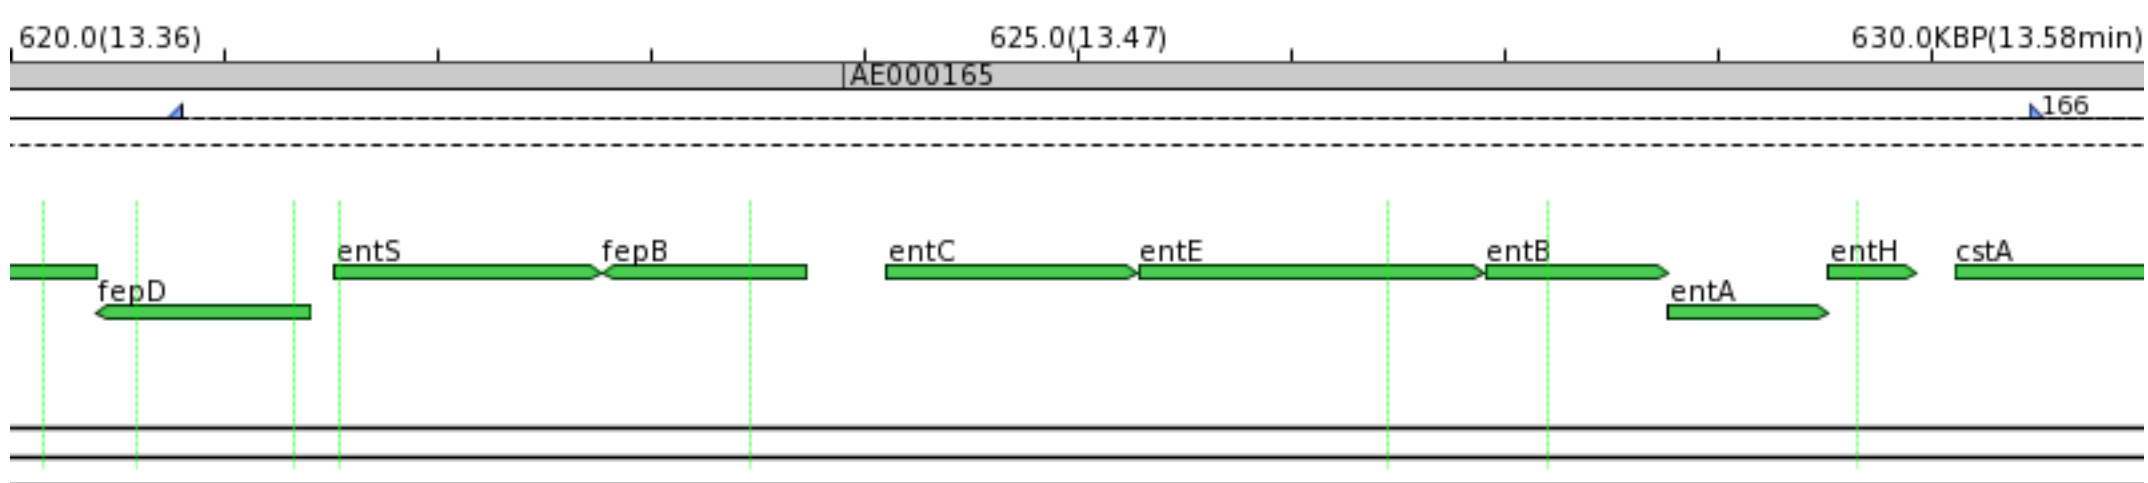 620.0(13.36) 625.0(13.47) 630.0KBP(13.58min)
AE000165
166
entS fepB entC entE entB entH cstA
fepD entA